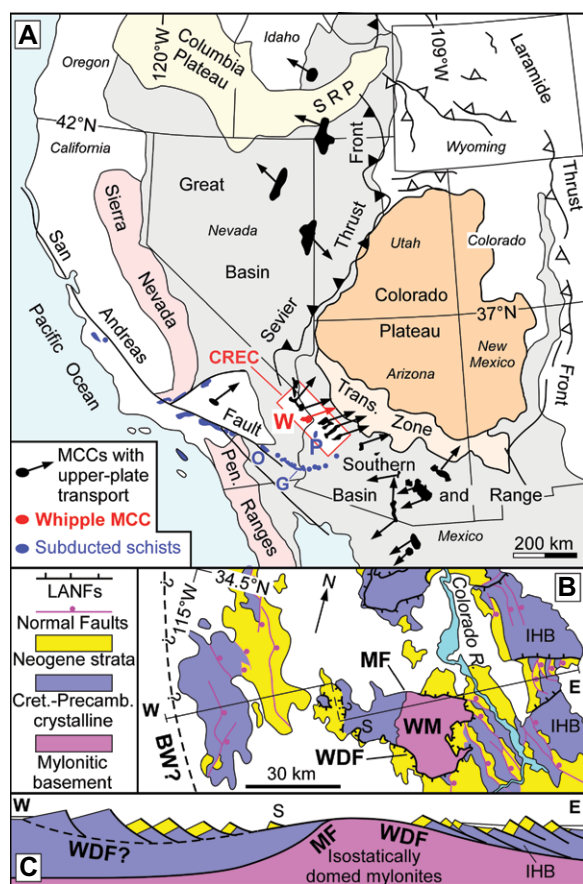 A
120°W
Columbia
Plateau
Idaho
109°W
Oregon
S R P
Laramide
42°N
California
Wyoming
Front
Great
Nevada
Basin
Thrust
Sevier
Utah
Colorado
Colorado
Plateau
37°N
New
Mexico
Arizona
Thrust
Front
Sierra
Nevada
San
Andreas
Fault
Pacific Ocean
CREC
W
Trans.
Zone
P
O
G
Pen.
Ranges
Southern
Basin and Range
Mexico
MCCs with
upper-plate
transport
Whipple MCC
Subducted schists
200 km
B
LANFs
Normal Faults
Neogene strata
Cret.-Precamb.
crystalline
Mylonitic
basement
?
?
34.5°N
115°W
N
Colorado R.
IHB
MF
E
W
S
WM
IHB
WDF
BW?
30 km
W
S
E
WDF?
MF
WDF
Isostatically
domed mylonites
IHB
C